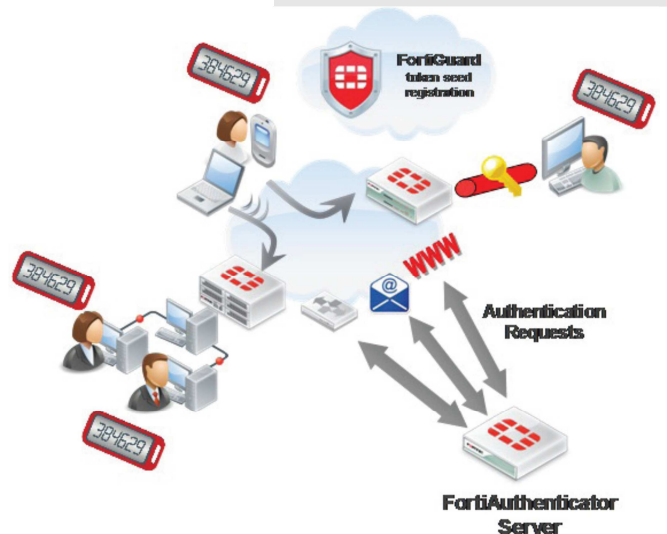 384629
FortiGuard
token seed
registration
384629
384629
WWW
@
Authentication
Requests
384629
FortiAuthenticator
Server